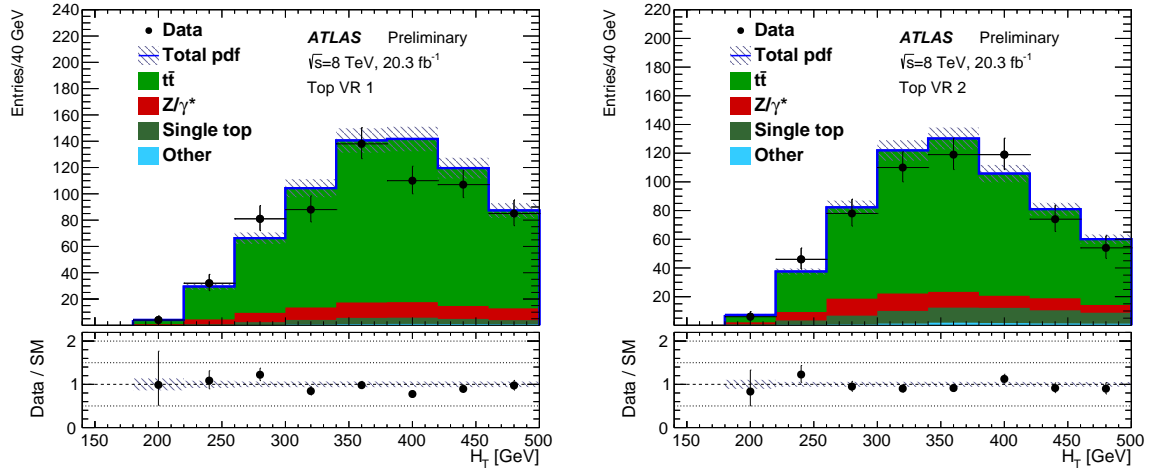 Entries/40 GeV
240
220
200
180
160
140
120
100
80
60
40
20
Data
Total pdf
tt̄
Z/γ*
Single top
Other
ATLAS Preliminary
√s=8 TeV, 20.3 fb⁻¹
Top VR 1
Data / SM
2
1
0
150 200 250 300 350 400 450 500
H_T [GeV]
Entries/40 GeV
220
200
180
160
140
120
100
80
60
40
20
Data
Total pdf
tt̄
Z/γ*
Single top
Other
ATLAS Preliminary
√s=8 TeV, 20.3 fb⁻¹
Top VR 2
Data / SM
2
1
0
150 200 250 300 350 400 450 500
H_T [GeV]